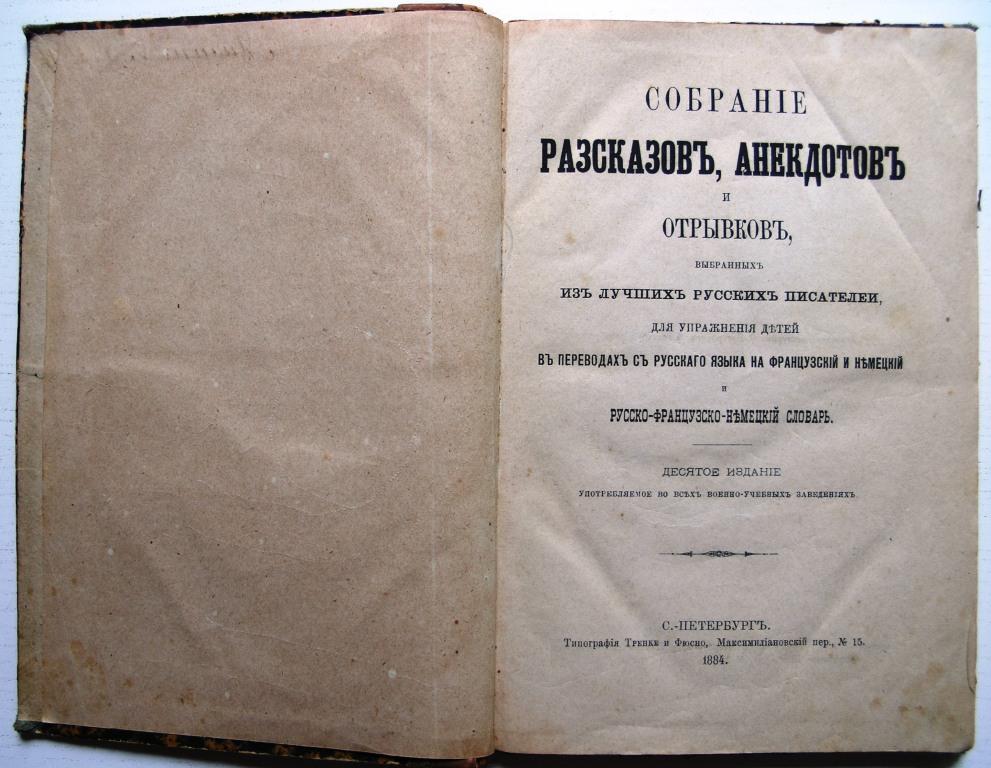 СОБРАНІЕ
РАЗСКАЗОВЪ, АНЕКДОТОВЪ
И
ОТРЫВКОВЪ,
ВЫБРАННЫХЪ
ИЗЪ ЛУЧШИХЪ РУССКИХЪ ПИСАТЕЛЕЙ,
ДЛЯ УПРАЖНЕНІЯ ДѢТЕЙ
ВЪ ПЕРЕВОДАХЪ СЪ РУССКАГО ЯЗЫКА НА ФРАНЦУЗСКІЙ И НѢМЕЦКІЙ
И
РУССКО-ФРАНЦУЗСКО-НѢМЕЦКІЙ СЛОВАРЬ.
ДЕСЯТОЕ ИЗДАНІЕ
УПОТРЕБЛЯЕМОЕ ВО ВСѢХЪ ВОЕННО-УЧЕБНЫХЪ ЗАВЕДЕНІЯХЪ
С.-ПЕТЕРБУРГЪ.
Типографія Тренке и Фюсно, Максимиліановскій пер., № 15.
1884.